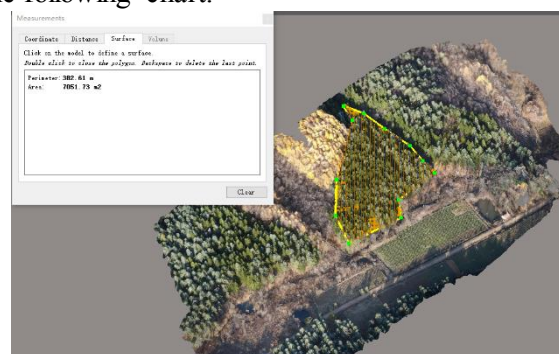 he following chart.
Measurements
Coordinate Distance Surface Volume
Click on the model to define a surface.
Double click to close the polygon. Backspace to delete the last point.
Perimeter: 382.61 m
Area: 7051.73 m2
Clear